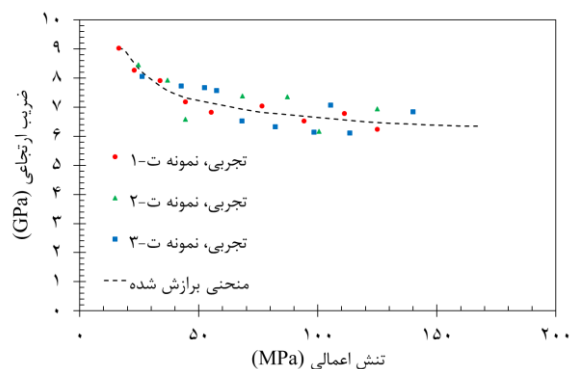 ۱۰
۹
۸
۷
۶
۵
۴
۳
۲
۱
۰
ضریب ارتجاعی (GPa)
تجربی، نمونه ت-۱
تجربی، نمونه ت-۲
تجربی، نمونه ت-۳
منحنی برازش شده
۰
۵۰
۱۰۰
۱۵۰
۲۰۰
تنش اعمالی (MPa)